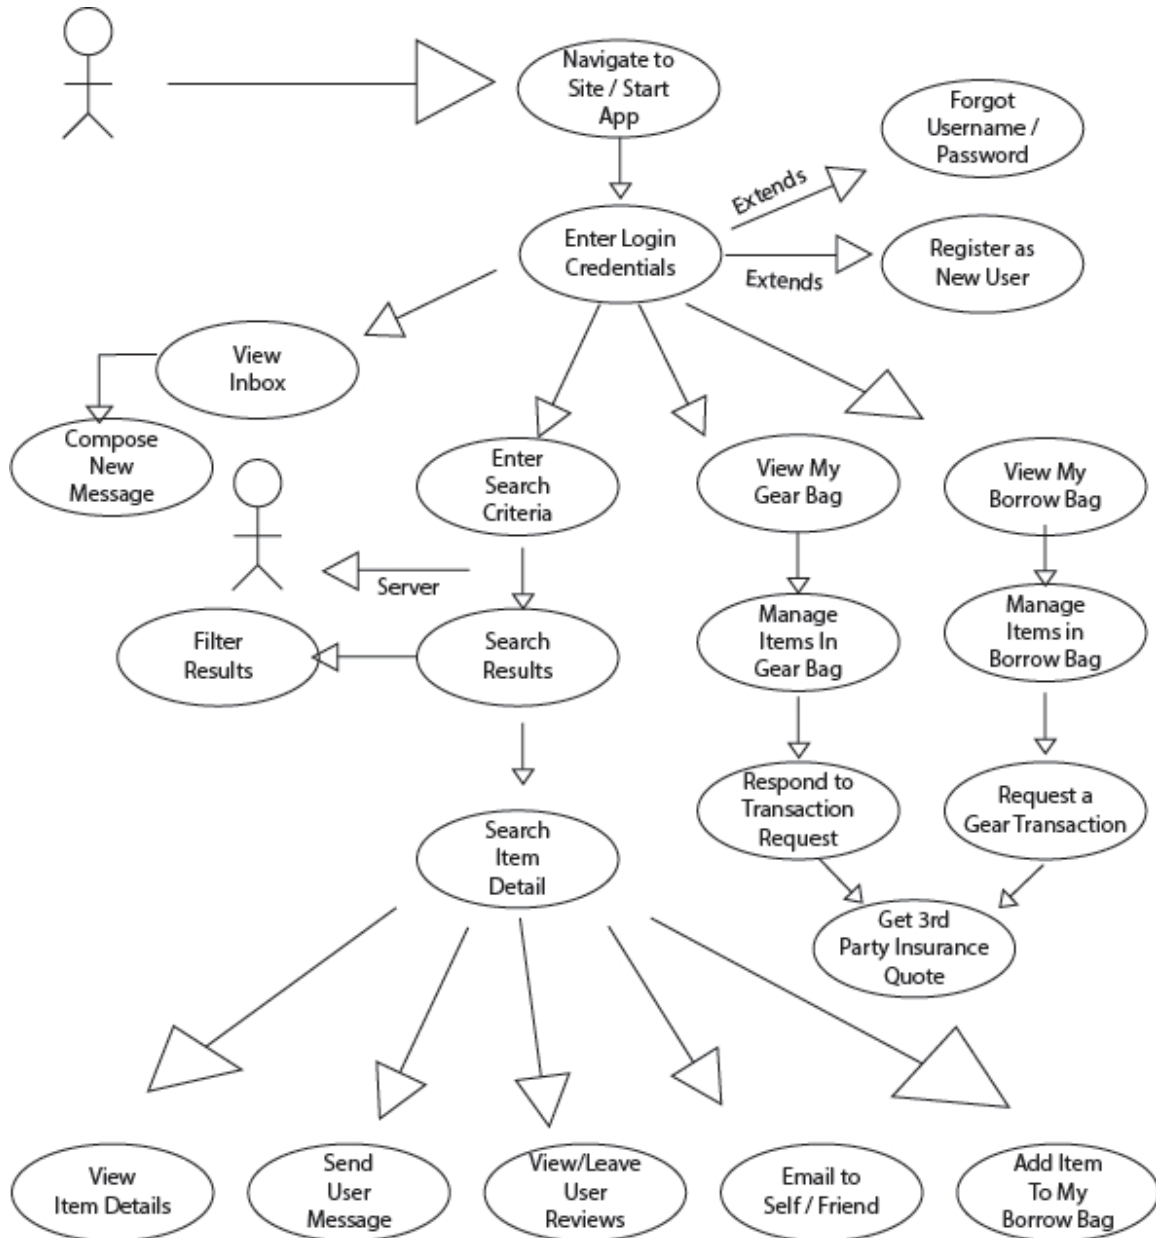 Navigate to
Site / Start
App
Forgot
Username /
Password
Extends
Enter Login
Credentials
Register as
New User
Extends
View
Inbox
Compose
New
Message
Enter
Search
Criteria
View My
Gear Bag
View My
Borrow Bag
Server
Filter
Results
Search
Results
Manage
Items In
Gear Bag
Manage
Items in
Borrow Bag
Respond to
Transaction
Request
Request a
Gear Transaction
Search
Item
Detail
Get 3rd
Party Insurance
Quote
View
Item Details
Send
User
Message
View/Leave
User
Reviews
Email to
Self / Friend
Add Item
To My
Borrow Bag